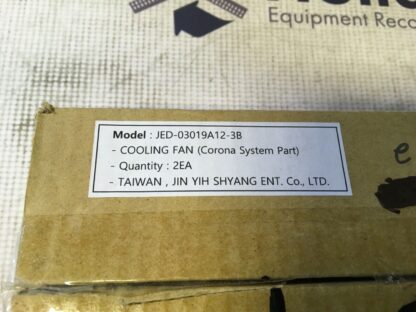 Equipment Reco
Model : JED-03019A12-3B
- COOLING FAN (Corona System Part)
- Quantity : 2EA
- TAIWAN , JIN YIH SHYANG ENT. Co., LTD.
e